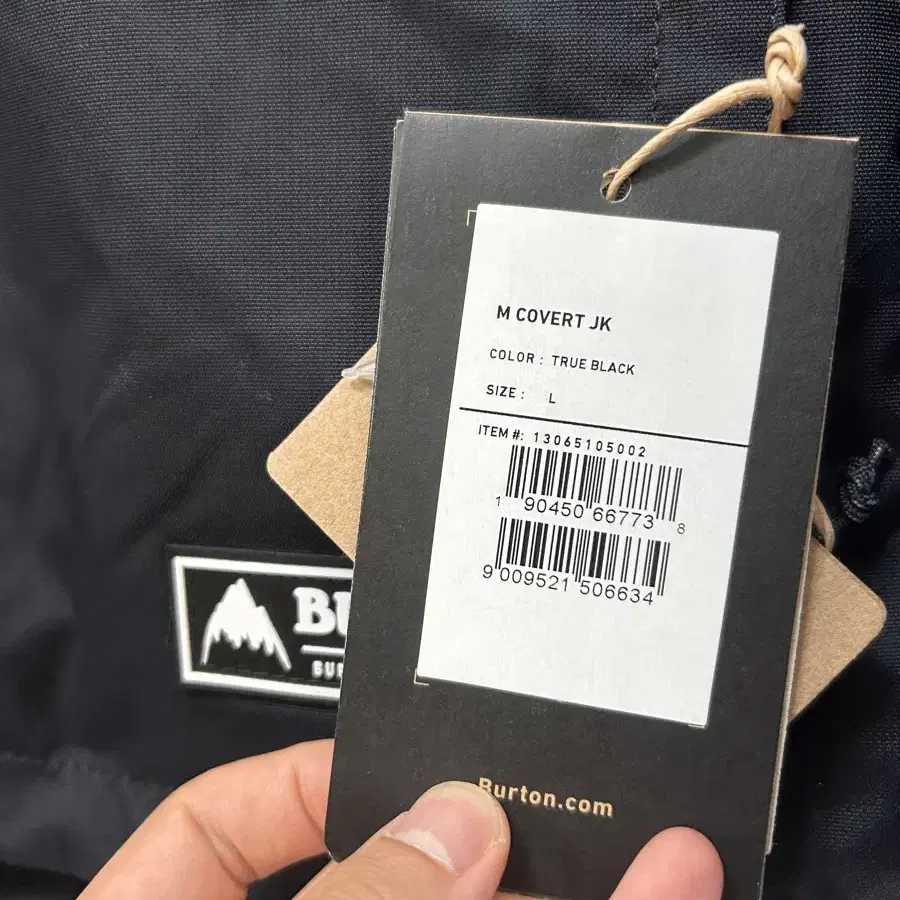 M COVERT JK
COLOR : TRUE BLACK
SIZE : L
ITEM #: 13065105002
1 90450 66773 8
9 009521 506634
Burton.com